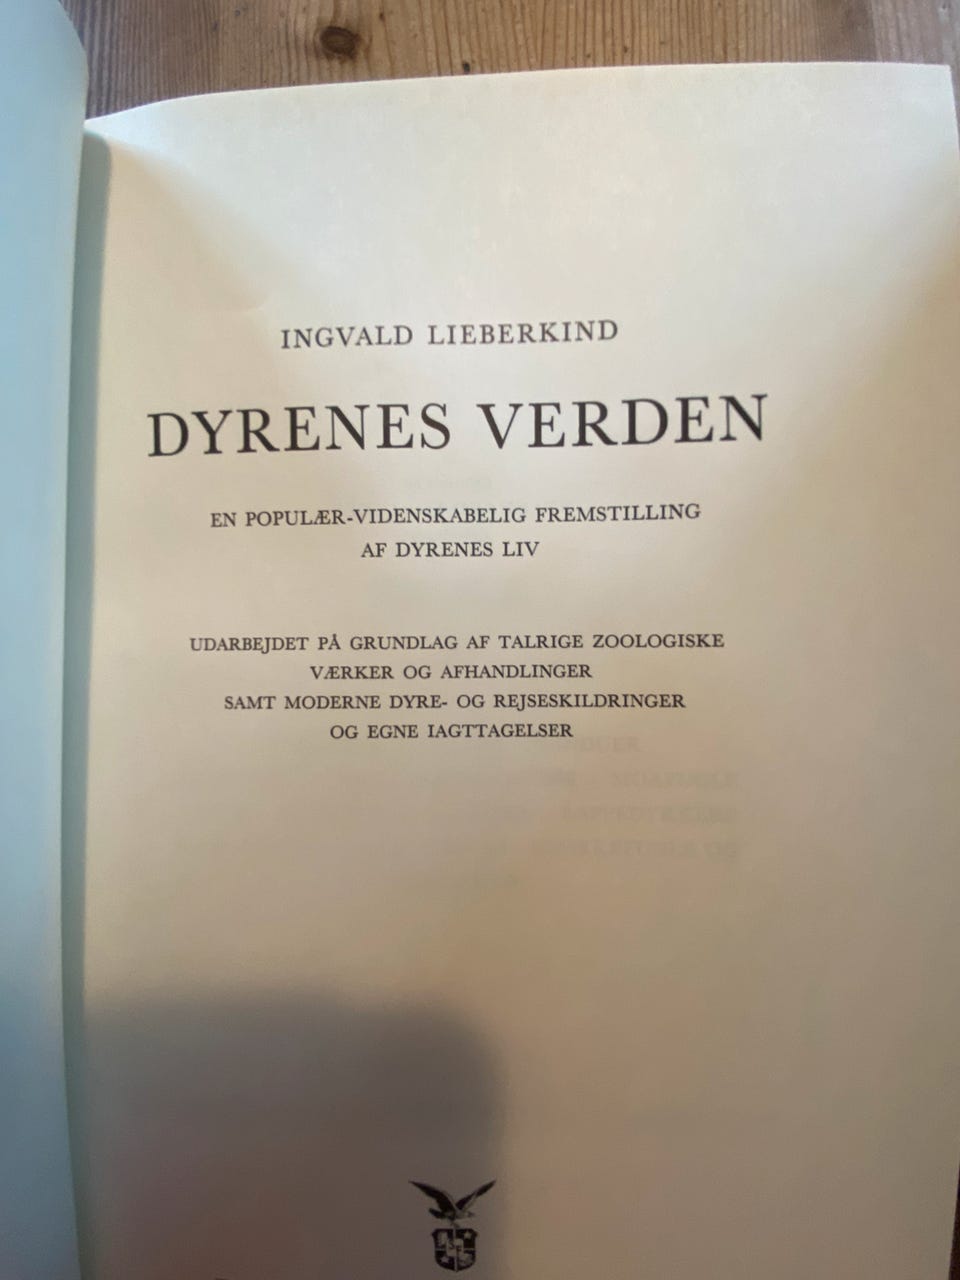 INGVALD LIEBERKIND
DYRENES VERDEN
EN POPULÆR-VIDENSKABELIG FREMSTILLING
AF DYRENES LIV
UDARBEJDET PÅ GRUNDLAG AF TALRIGE ZOOLOGISKE
VÆRKER OG AFHANDLINGER
SAMT MODERNE DYRE- OG REJSESKILDRINGER
OG EGNE IAGTTAGELSER